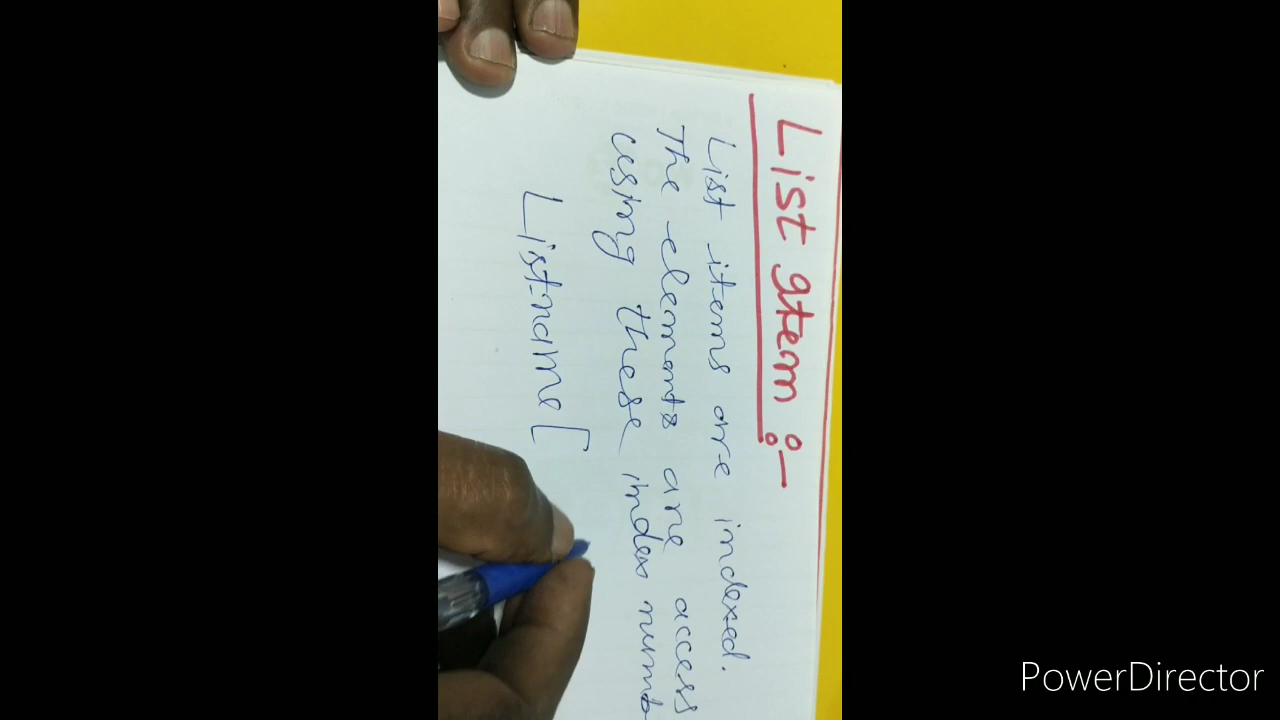 List Item :-
List items are indexed.
The elements are access
using these index numb
Listname [
PowerDirector